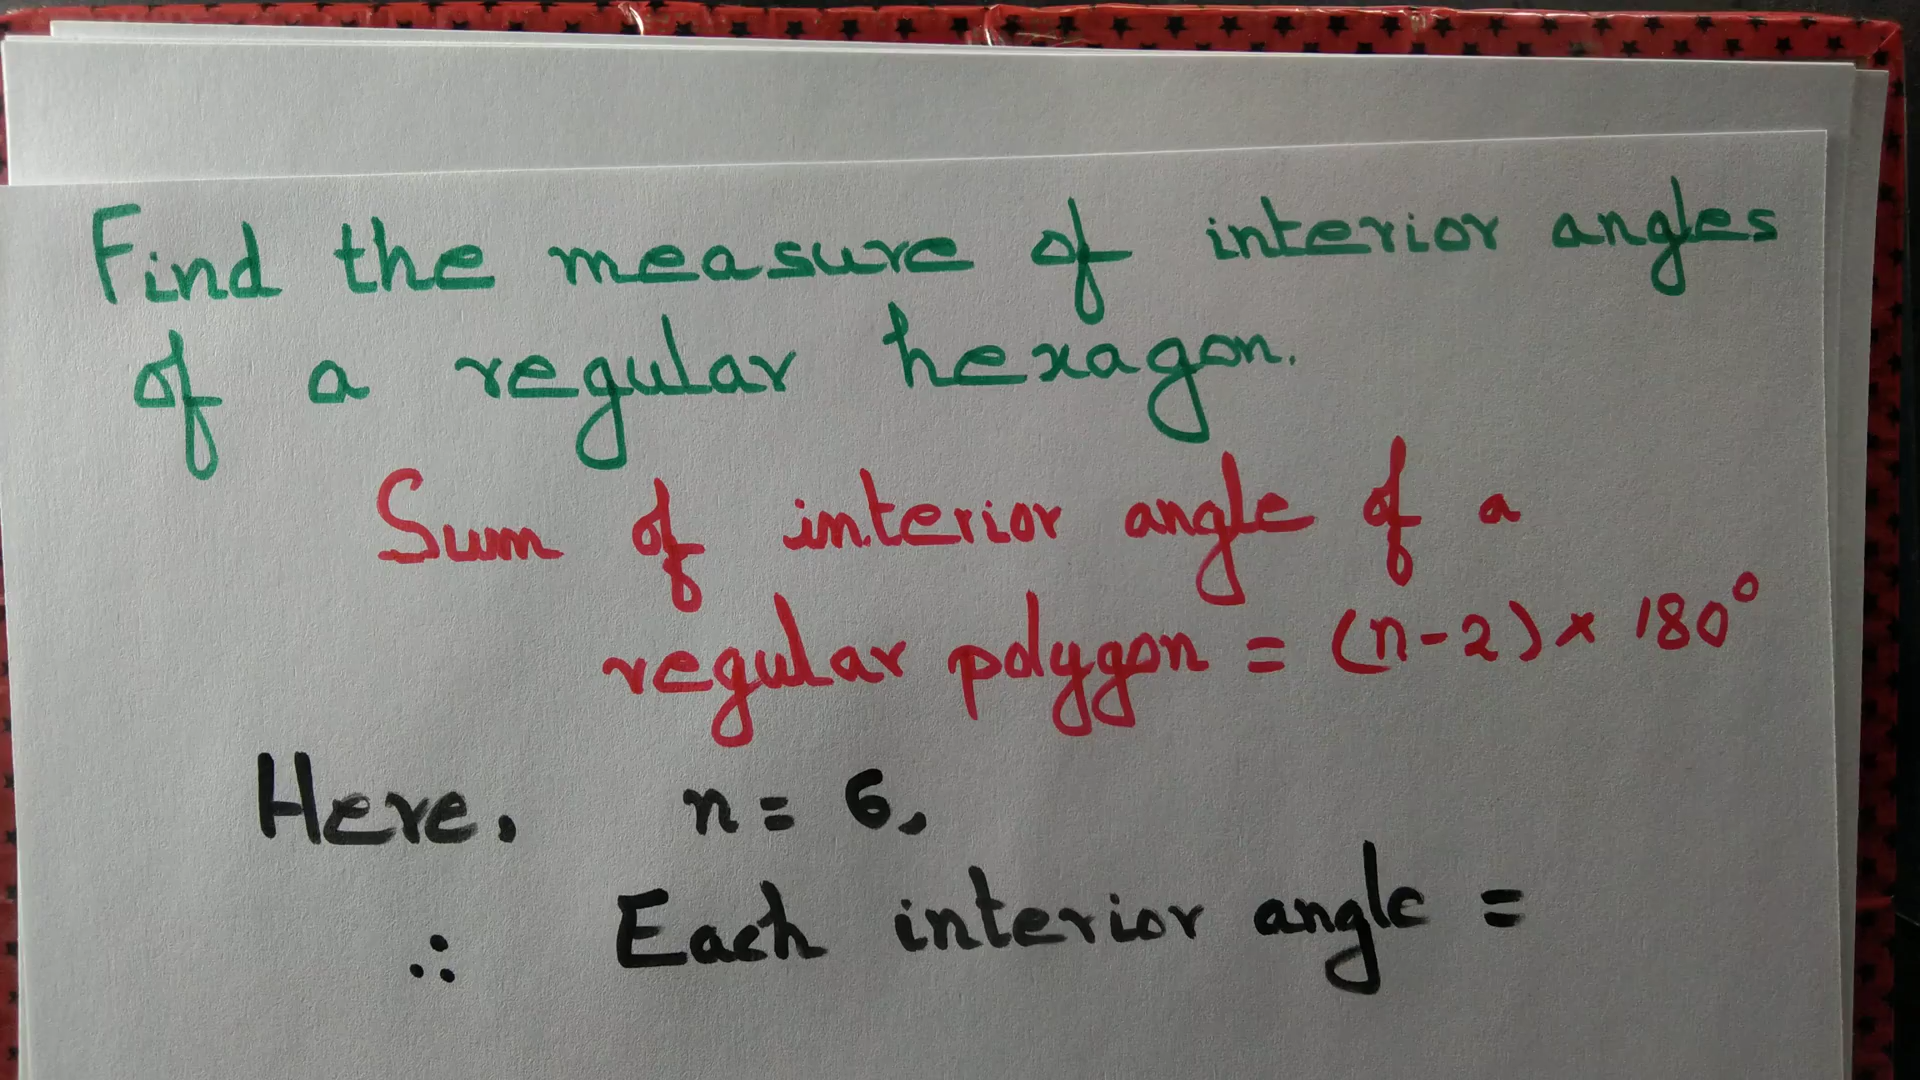 Find the measure of interior angles
of a regular hexagon.
Sum of interior angle of a
regular polygon = (n-2) × 180°
Here, n = 6,
∴ Each interior angle =